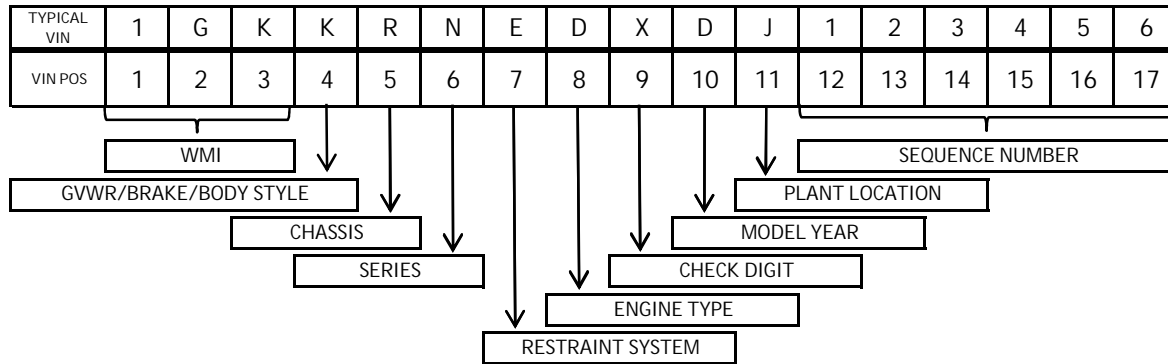 TYPICAL VIN 1 G K K R N E D X D J 1 2 3 4 5 6
VIN POS 1 2 3 4 5 6 7 8 9 10 11 12 13 14 15 16 17
WMI SEQUENCE NUMBER
GVWR/BRAKE/BODY STYLE PLANT LOCATION
CHASSIS MODEL YEAR
SERIES CHECK DIGIT
ENGINE TYPE
RESTRAINT SYSTEM